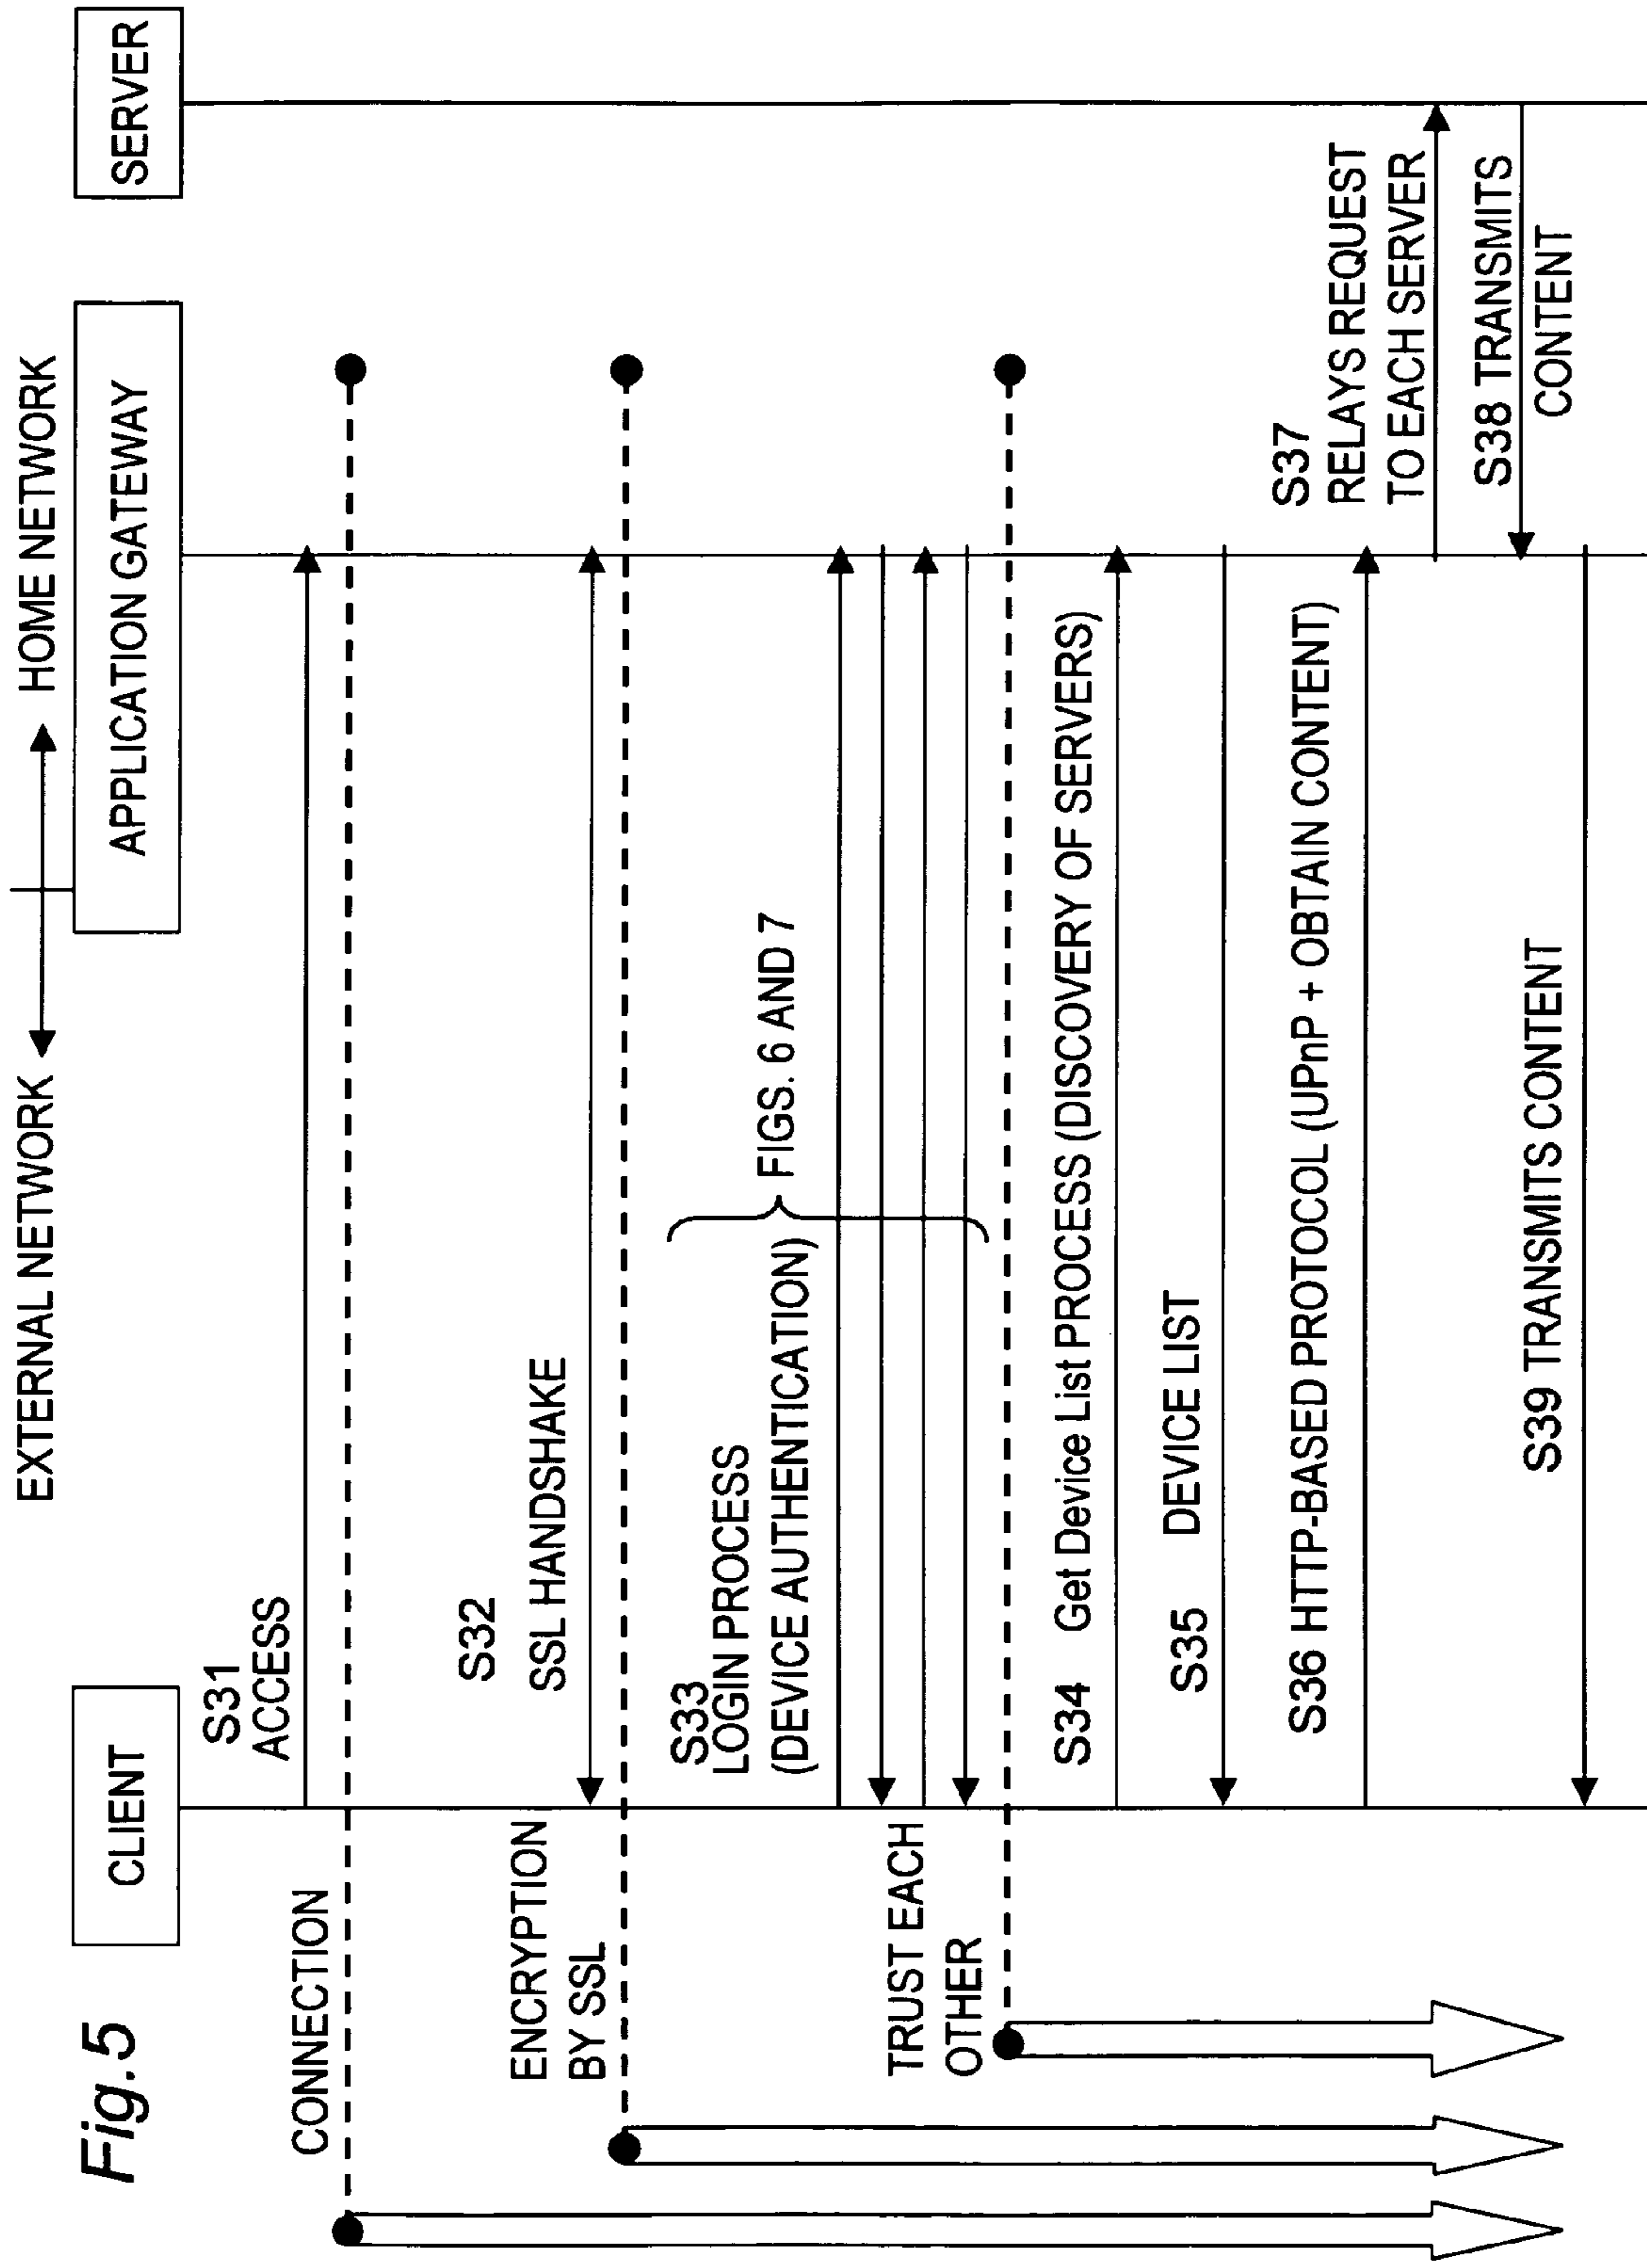 Fig.5
EXTERNAL NETWORK
HOME NETWORK
CLIENT
APPLICATION GATEWAY
SERVER
S31
ACCESS
CONNECTION
S32
SSL HANDSHAKE
ENCRYPTION
BY SSL
S33
LOGIN PROCESS
(DEVICE AUTHENTICATION)
FIGS. 6 AND 7
TRUST EACH
OTHER
S34 Get Device List PROCESS (DISCOVERY OF SERVERS)
S35 DEVICE LIST
S36 HTTP-BASED PROTOCOL (UPnP + OBTAIN CONTENT)
S37
RELAYS REQUEST
TO EACH SERVER
S38 TRANSMITS
CONTENT
S39 TRANSMITS CONTENT